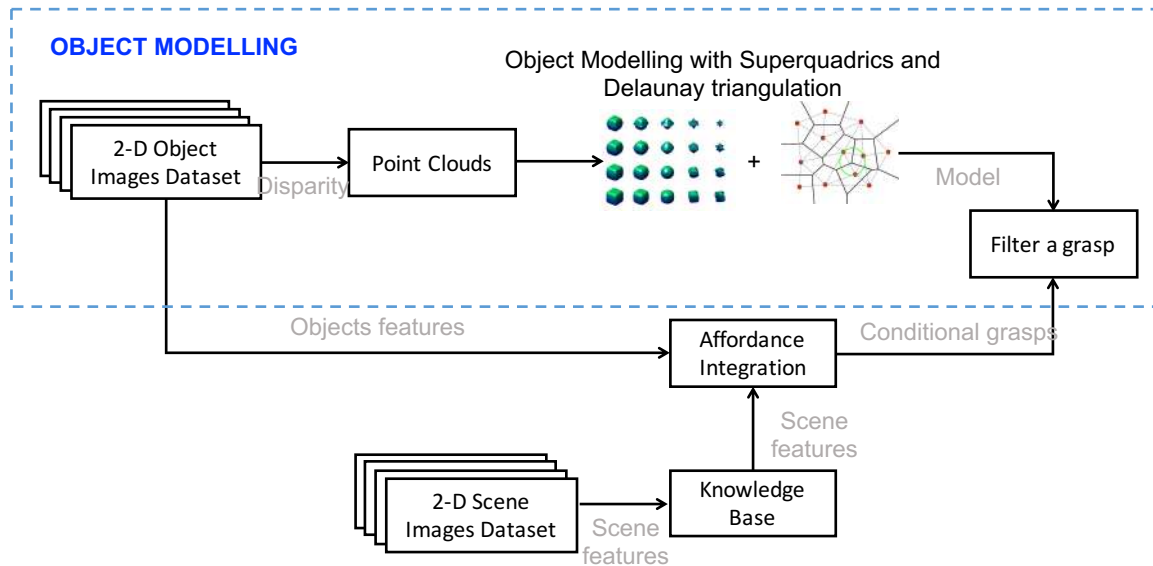 OBJECT MODELLING
Object Modelling with Superquadrics and
Delaunay triangulation
2-D Object
Images Dataset
Disparity
Point Clouds
+
Model
Filter a grasp
Objects features
Affordance
Integration
Conditional grasps
Scene
features
2-D Scene
Images Dataset
Scene
features
Knowledge
Base